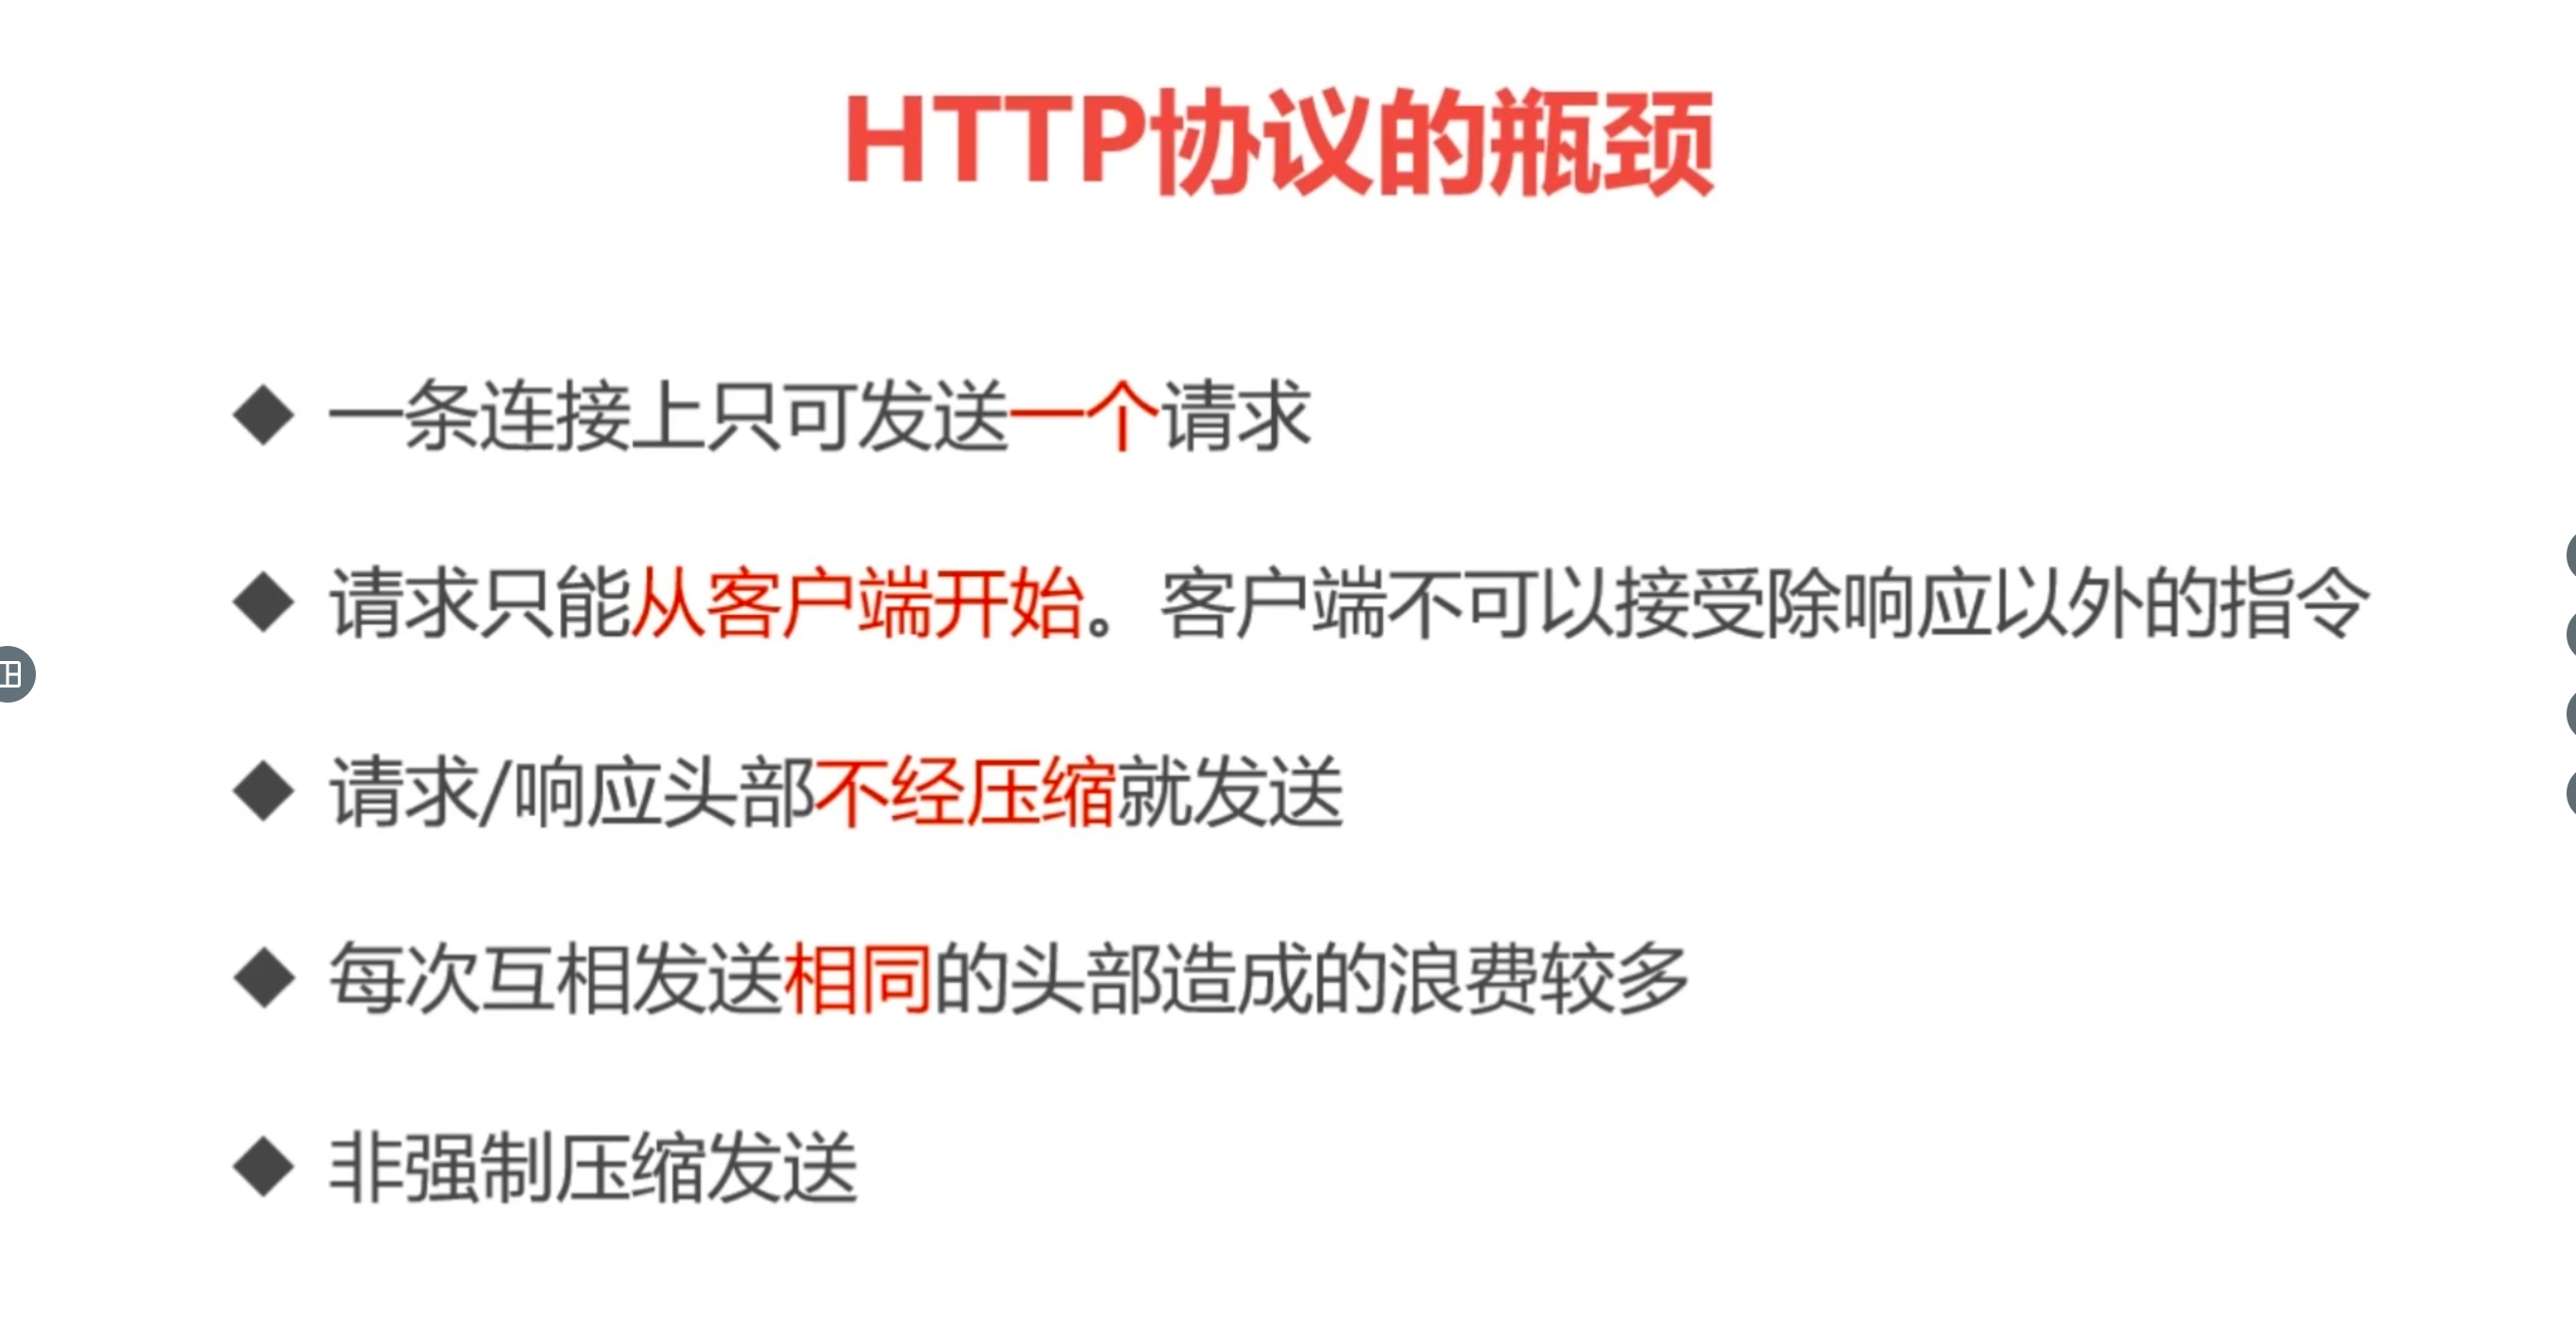 HTTP协议的瓶颈
◆ 一条连接上只可发送一个请求
◆ 请求只能从客户端开始。客户端不可以接受除响应以外的指令
◆ 请求/响应头部不经压缩就发送
◆ 每次互相发送相同的头部造成的浪费较多
◆ 非强制压缩发送